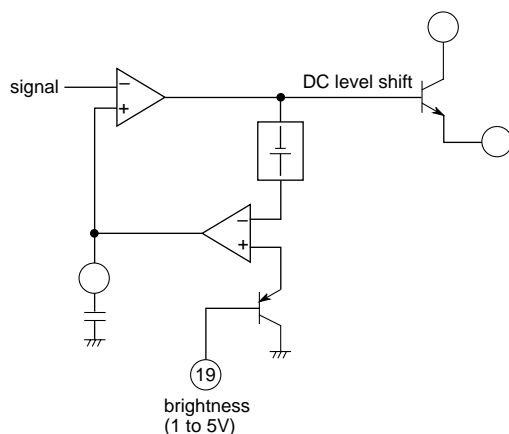 signal
−
+
DC level shift
−
+
19
brightness
(1 to 5V)